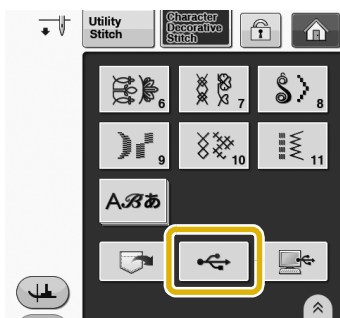 Utility
Stitch
Character
Decorative
Stitch
6
7
8
9
10
11
Aℬあ